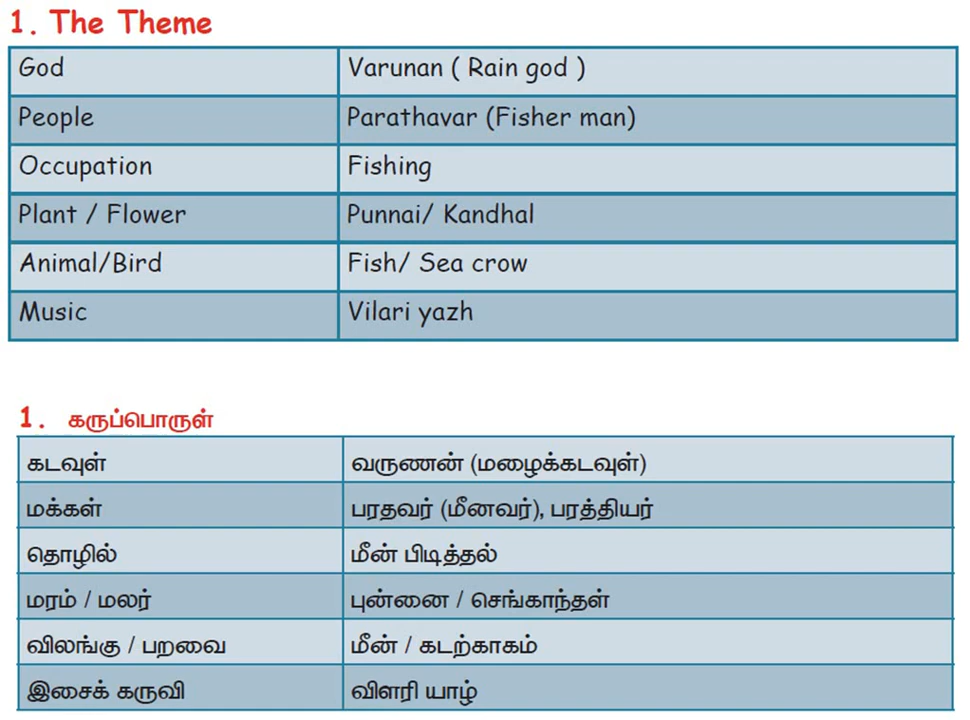 1. The Theme
God Varunan ( Rain god )
People Parathavar (Fisher man)
Occupation Fishing
Plant / Flower Punnai/ Kandhal
Animal/Bird Fish/ Sea crow
Music Vilari yazh
1. கருப்பொருள்
கடவுள் வருணன் (மழைக்கடவுள்)
மக்கள் பரதவர் (மீனவர்), பரத்தியர்
தொழில் மீன் பிடித்தல்
மரம் / மலர் புன்னை / செங்காந்தள்
விலங்கு / பறவை மீன் / கடற்காகம்
இசைக் கருவி விளரி யாழ்